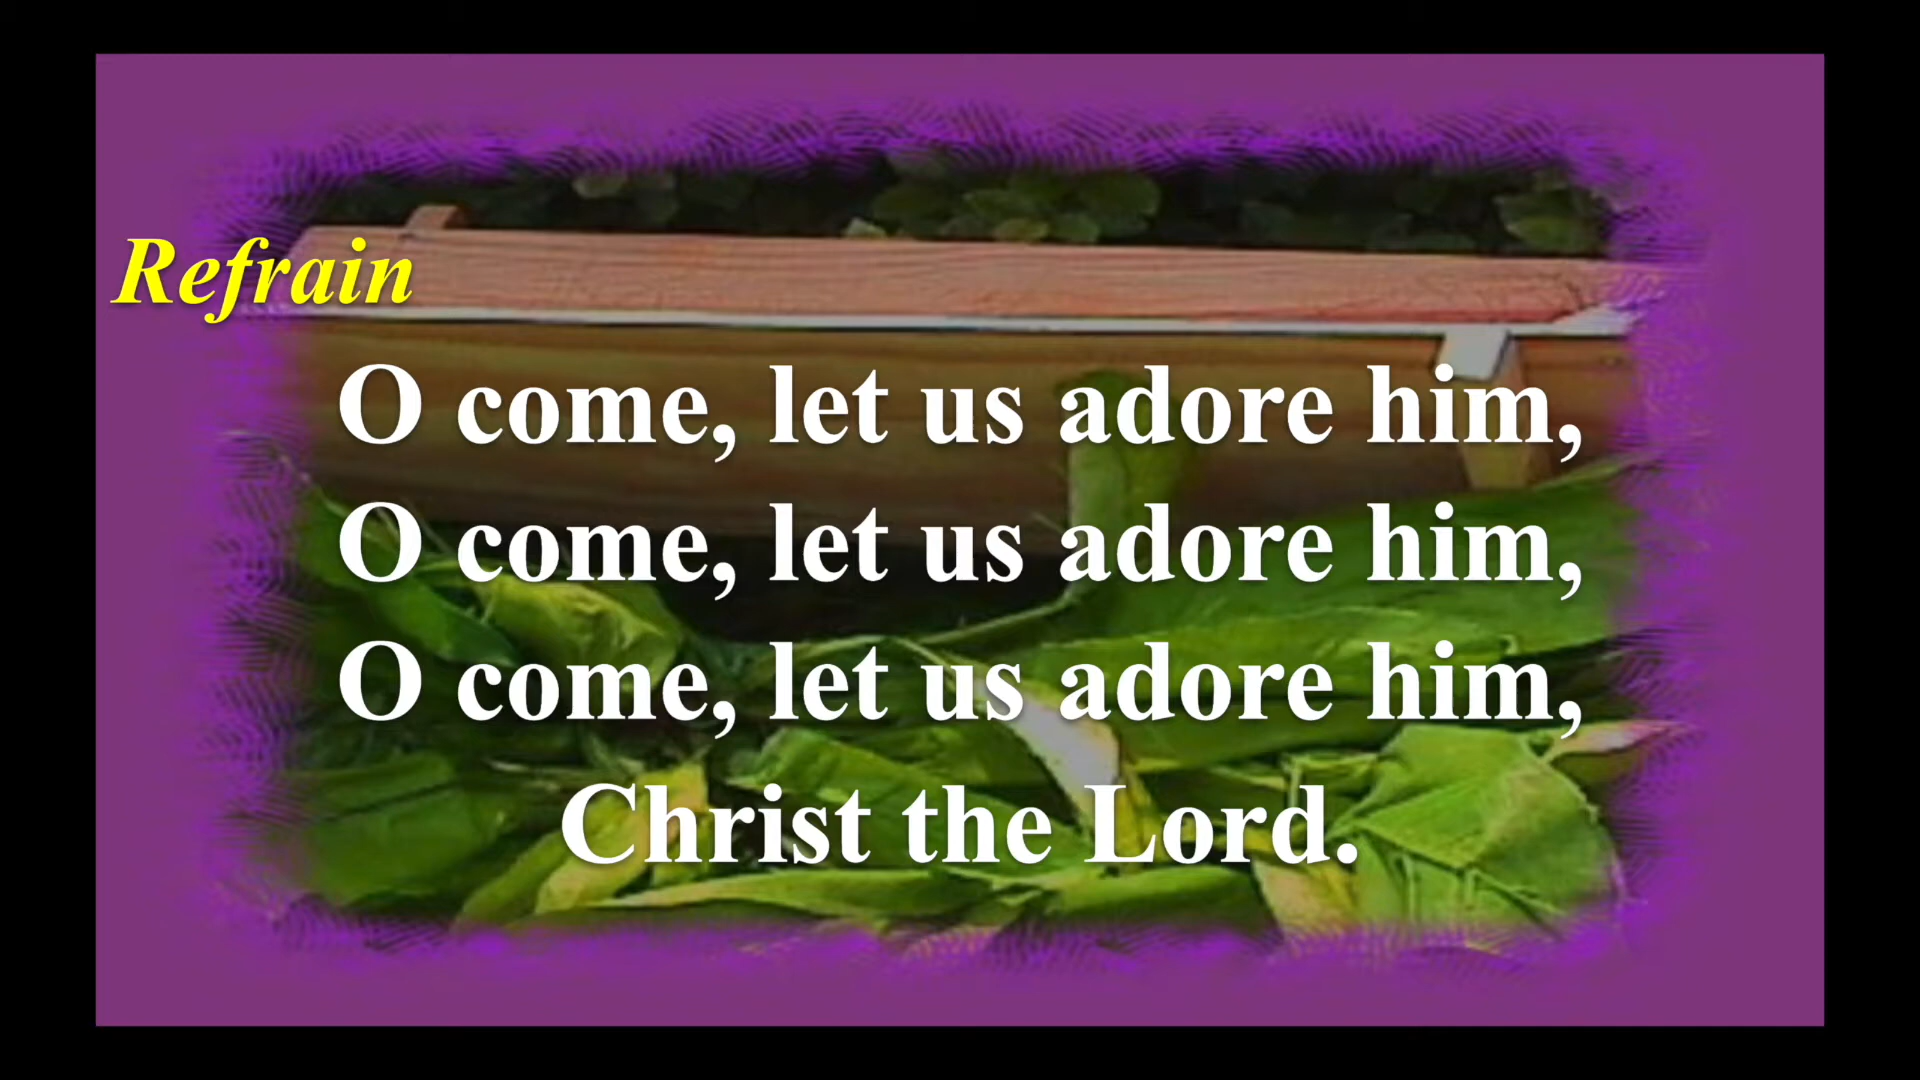 Refrain
O come, let us adore him,
O come, let us adore him,
O come, let us adore him,
Christ the Lord.